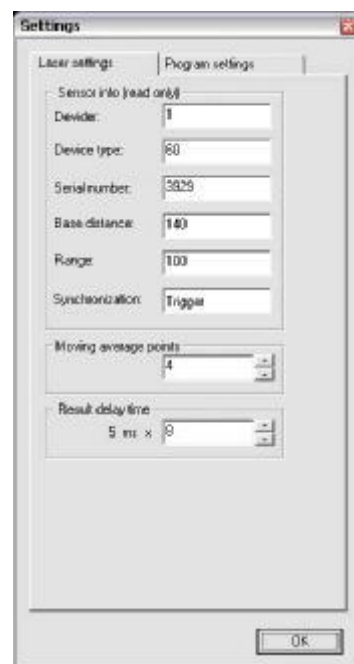 Settings
Laser settings Program settings
Sensor info (read only)
Devider: 1
Device type: 60
Serial number: 3929
Base distance: 140
Range: 100
Synchronization: Trigger
Moving average points
4
Result delay time
5 ms x
OK